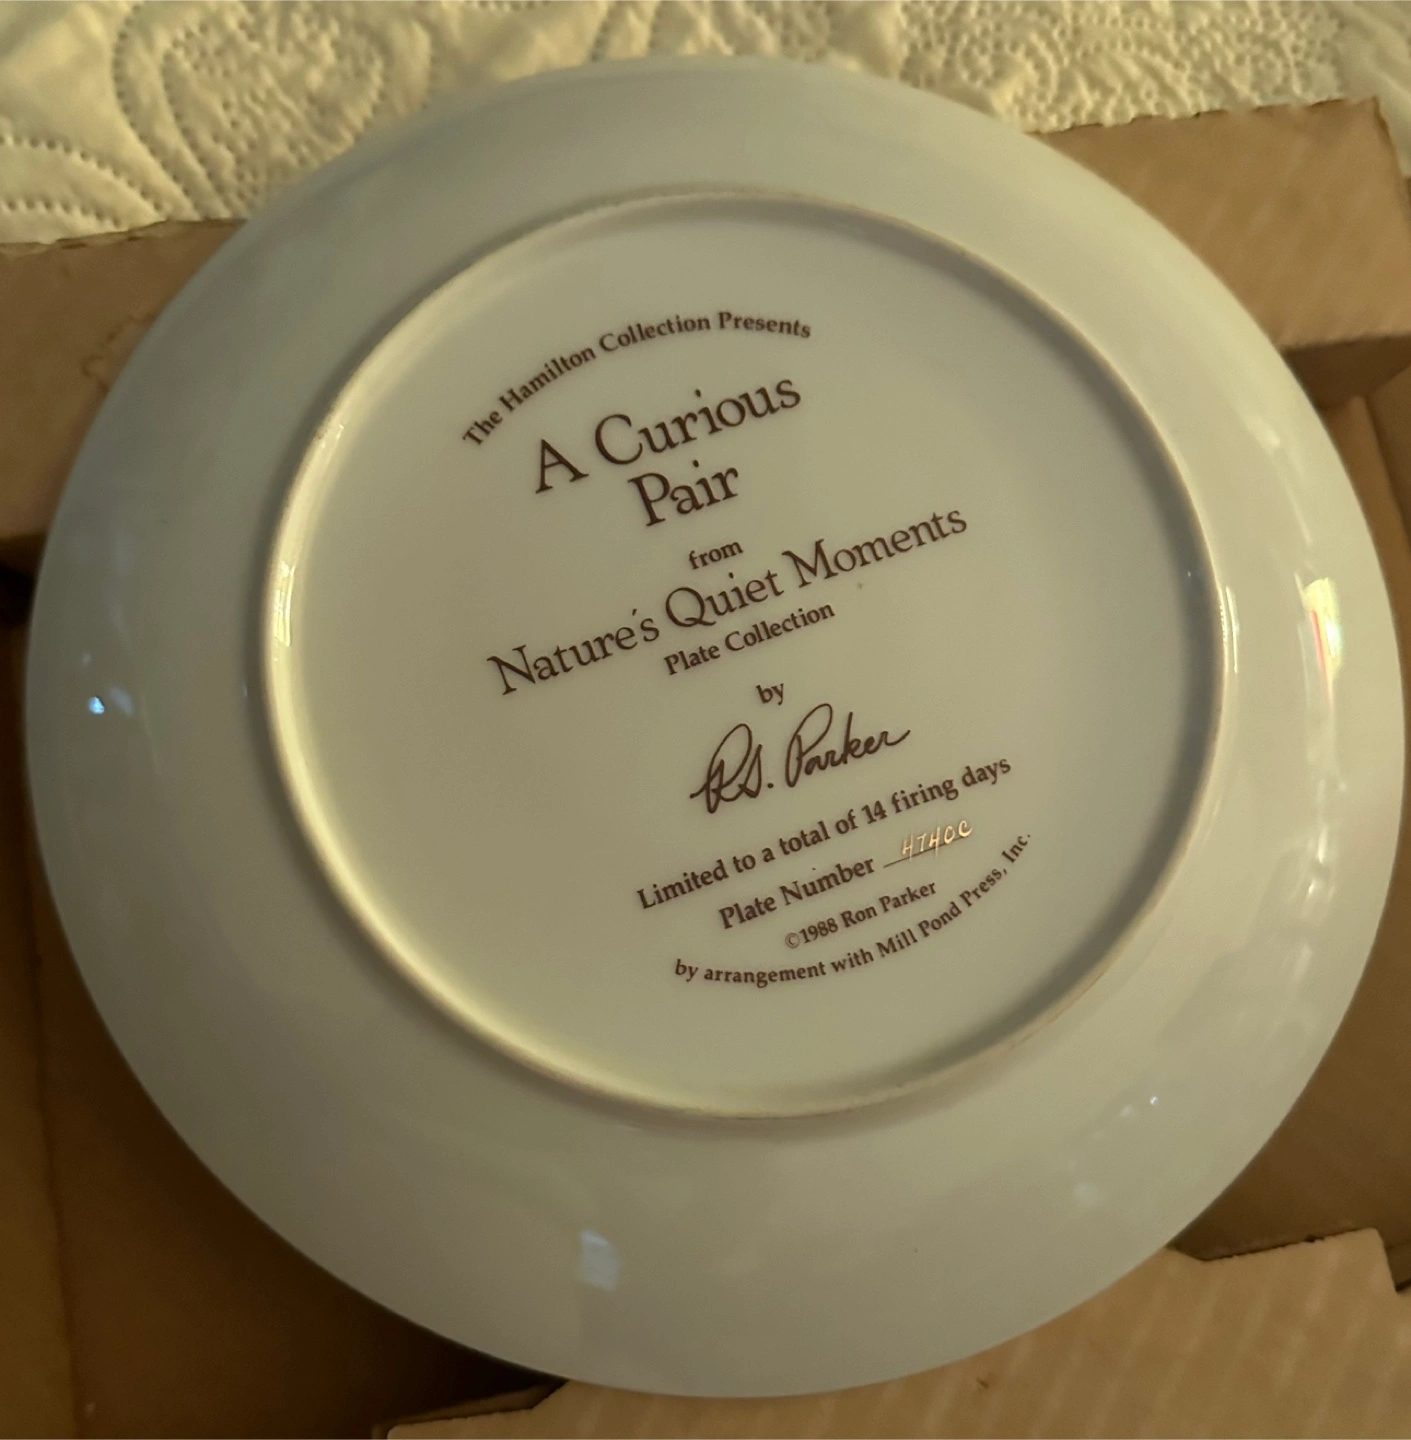 The Hamilton Collection Presents
A Curious
Pair
from
Nature's Quiet Moments
Plate Collection
by
R.S. Parker
Limited to a total of 14 firing days
Plate Number 4740C
©1988 Ron Parker
by arrangement with Mill Pond Press, Inc.